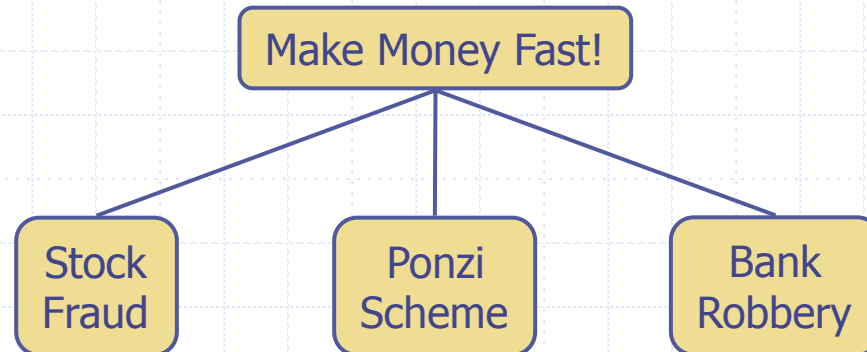 Make Money Fast!
Stock
Fraud
Ponzi
Scheme
Bank
Robbery